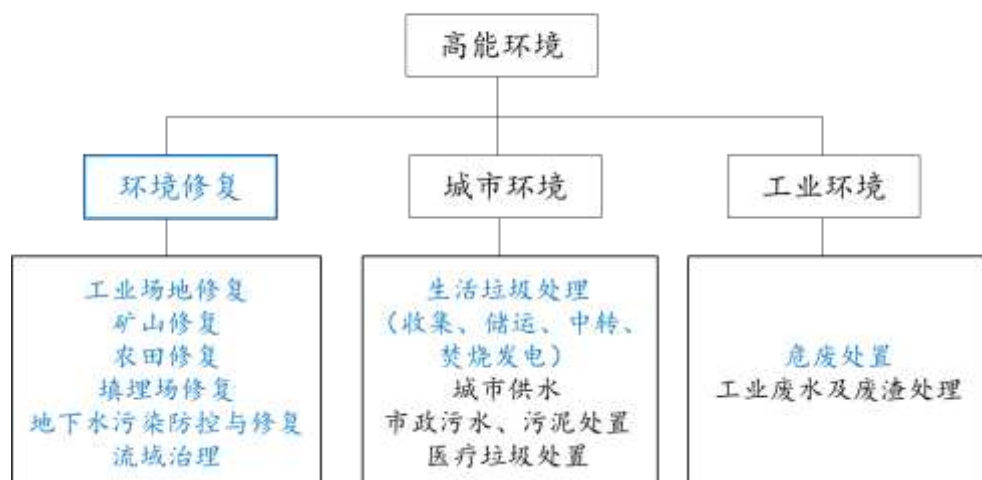 高能环境
环境修复
城市环境
工业环境
工业场地修复
矿山修复
农田修复
填埋场修复
地下水污染防控与修复
流域治理
生活垃圾处理
（收集、储运、中转、
焚烧发电）
城市供水
市政污水、污泥处置
医疗垃圾处置
危废处置
工业废水及废渣处理